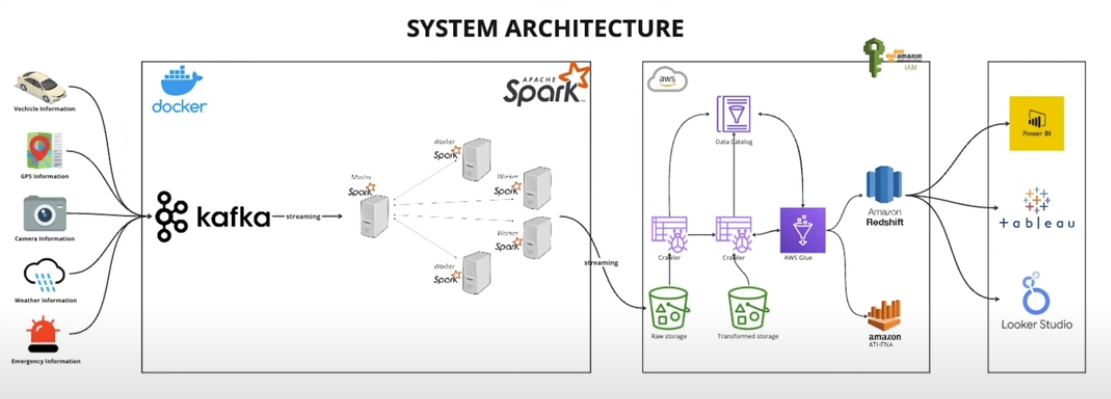 SYSTEM ARCHITECTURE
Vechicle Information
GPS Information
Camera Information
Weather Information
Emergency Information
docker
APACHE
Spark
kafka
streaming
Master
Spark
Worker
Spark
Worker
Spark
Worker
Spark
Worker
Spark
streaming
aws
amazon
IAM
Data Catalog
Crawler
Crawler
AWS Glue
Raw storage
Transformed storage
Amazon
Redshift
amazon
ATHENA
Power BI
tableau
Looker Studio